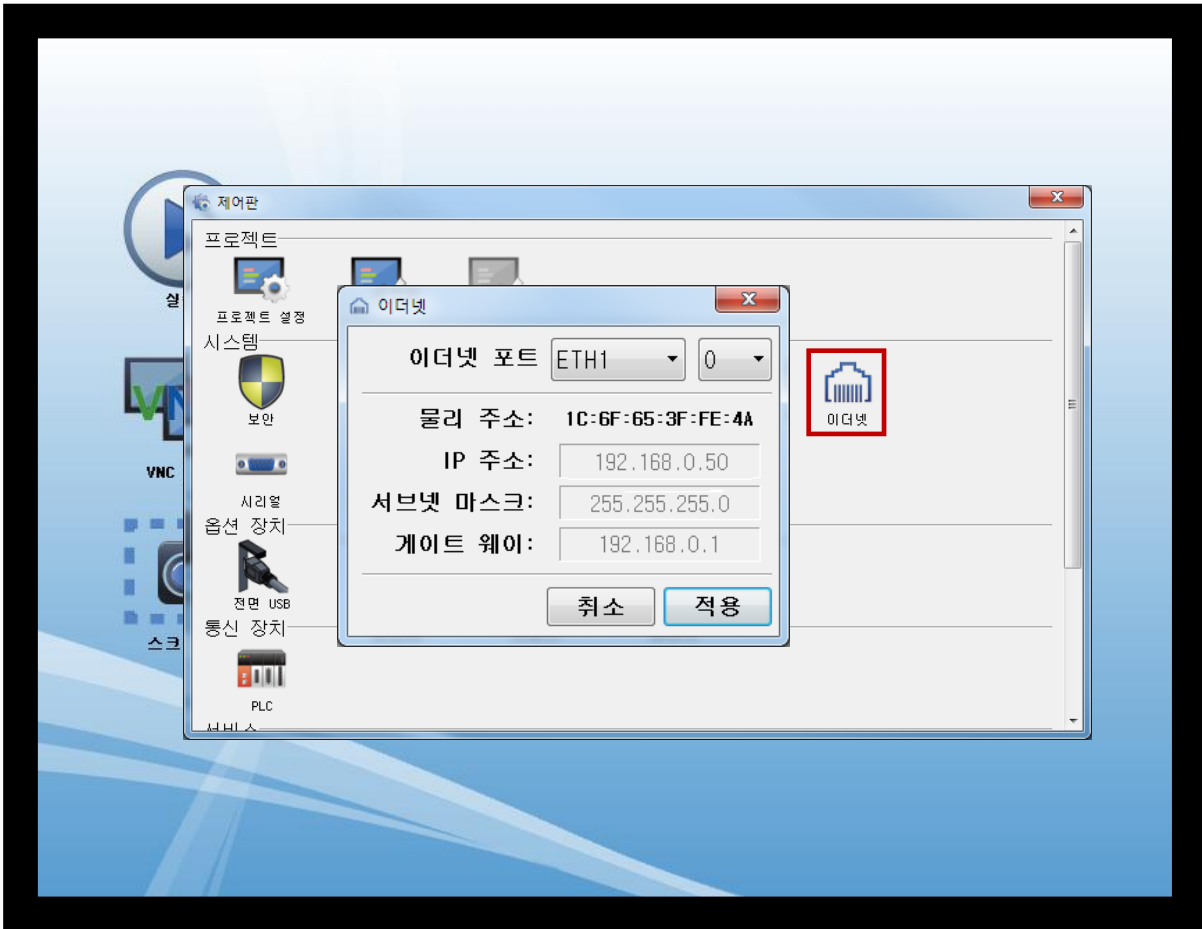 제어판
프로젝트
프로젝트 설정
시스템
보안
이더넷
시리얼
옵션 장치
전면 USB
통신 장치
PLC
이더넷
이더넷 포트 ETH1 0
물리 주소: 1C:6F:65:3F:FE:4A
IP 주소: 192.168.0.50
서브넷 마스크: 255.255.255.0
게이트 웨이: 192.168.0.1
취소 적용
VNC
스크